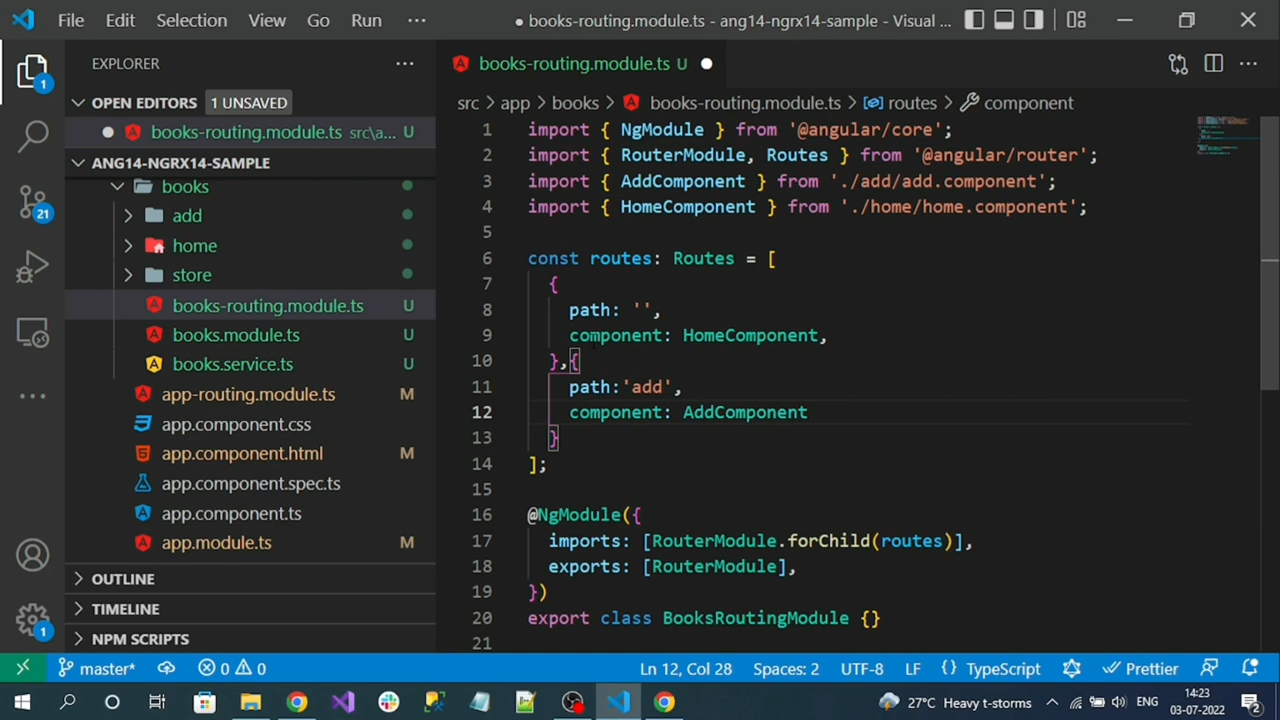 File Edit Selection View Go Run ··· ● books-routing.module.ts - ang14-ngrx14-sample - Visual ...
EXPLORER ···
OPEN EDITORS 1 UNSAVED
● books-routing.module.ts src\a... U
ANG14-NGRX14-SAMPLE
books
add
home
store
books-routing.module.ts U
books.module.ts U
books.service.ts U
app-routing.module.ts M
app.component.css
app.component.html M
app.component.spec.ts
app.component.ts
app.module.ts M
OUTLINE
TIMELINE
NPM SCRIPTS
1
21
1
books-routing.module.ts U ●
src > app > books > books-routing.module.ts > routes > component
1 import { NgModule } from '@angular/core';
2 import { RouterModule, Routes } from '@angular/router';
3 import { AddComponent } from './add/add.component';
4 import { HomeComponent } from './home/home.component';
5
6 const routes: Routes = [
7 {
8 path: '',
9 component: HomeComponent,
10 },{
11 path:'add',
12 component: AddComponent
13 }
14 ];
15
16 @NgModule({
17 imports: [RouterModule.forChild(routes)],
18 exports: [RouterModule],
19 })
20 export class BooksRoutingModule {}
21
master* 0 0 Ln 12, Col 28 Spaces: 2 UTF-8 LF {} TypeScript Prettier
27°C Heavy t-storms ENG 14:23
03-07-2022 2